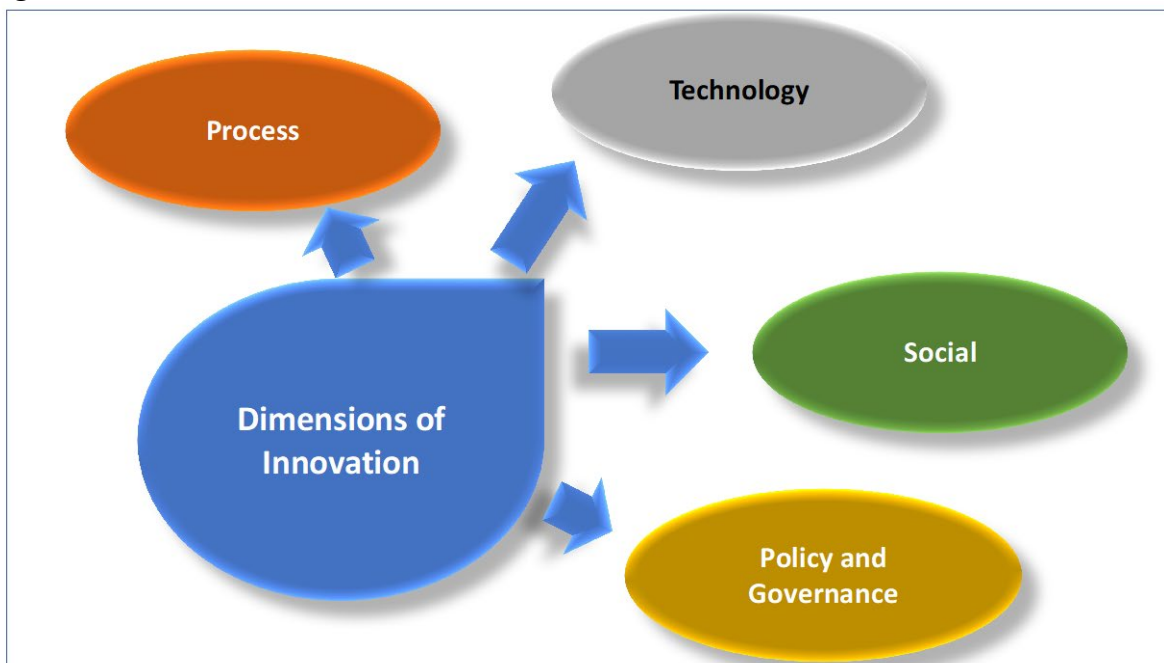 Process
Technology
Social
Dimensions of
Innovation
Policy and
Governance